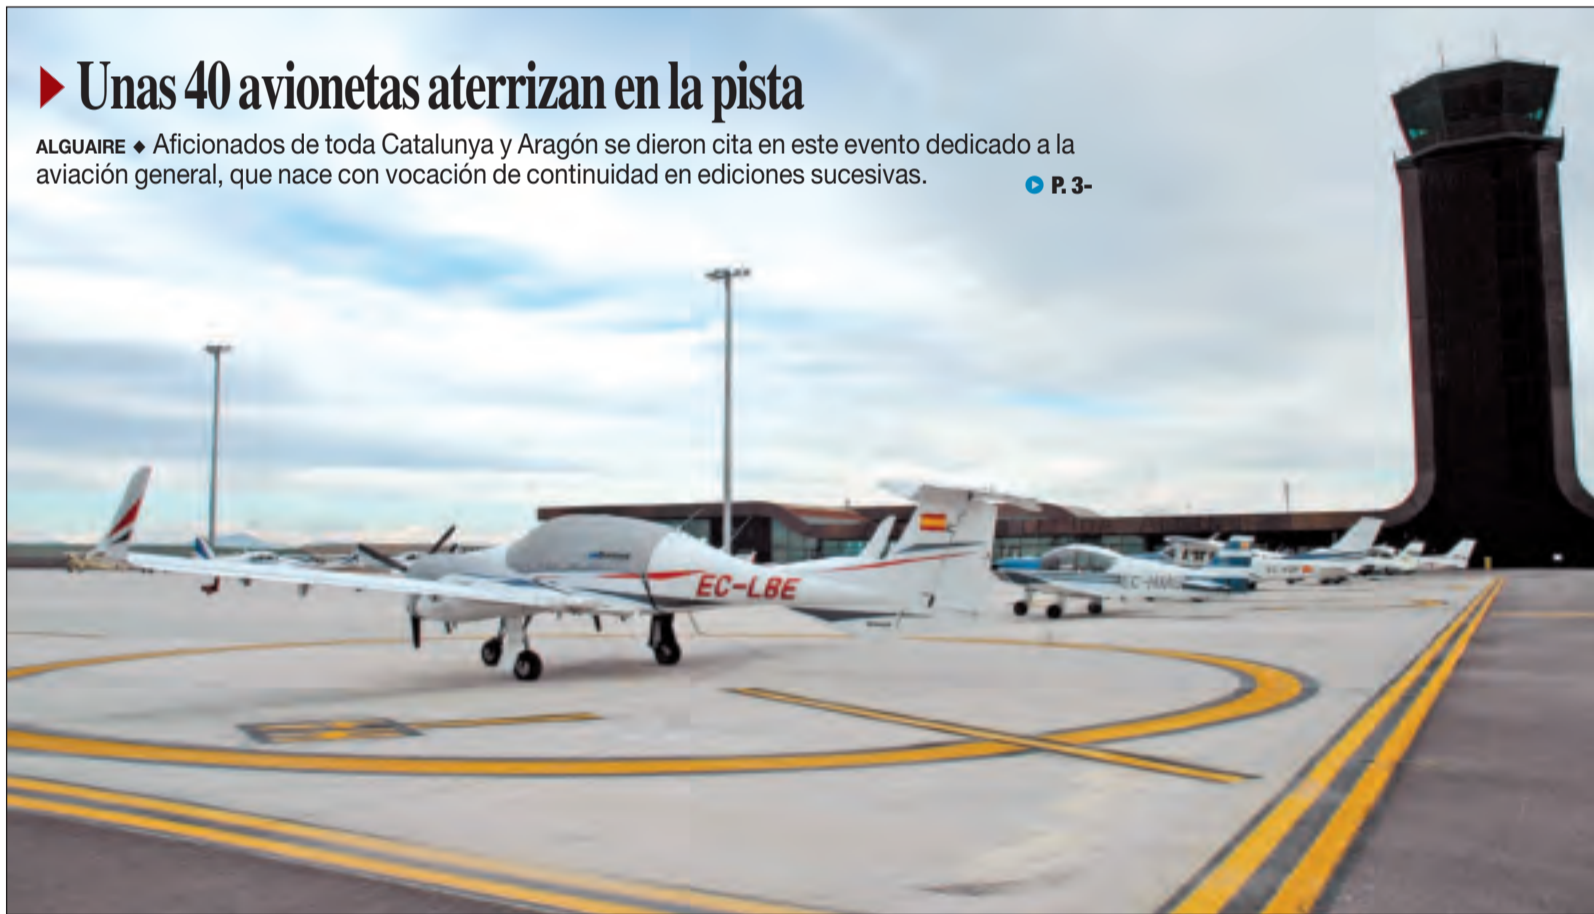 Unas 40 avionetas aterrizan en la pista
ALGUAIRE ◆ Aficionados de toda Catalunya y Aragón se dieron cita en este evento dedicado a la
aviación general, que nace con vocación de continuidad en ediciones sucesivas.
P. 3-
EC-LBE